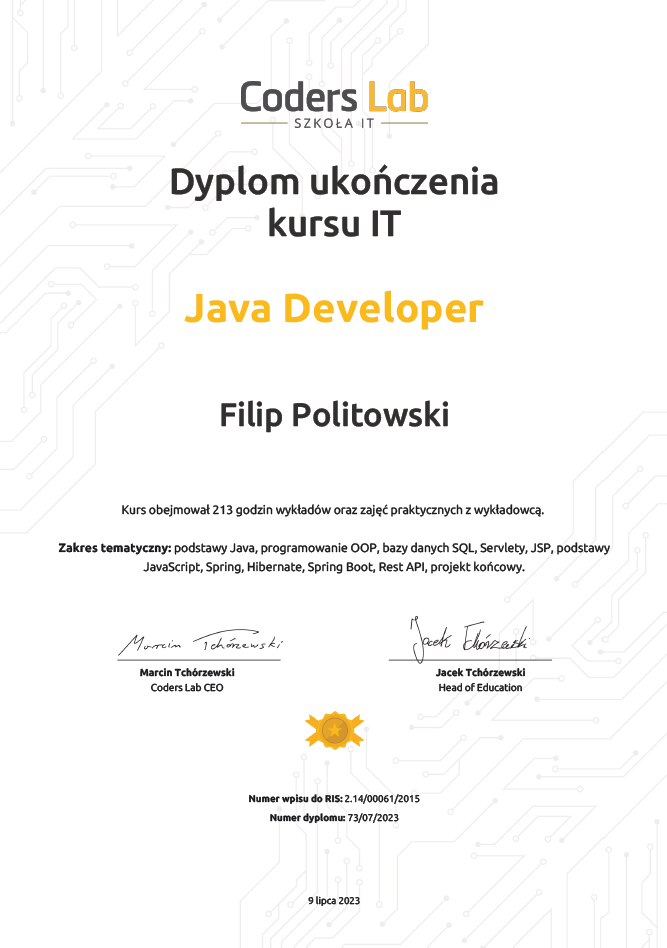 Coders Lab
SZKOŁA IT
Dyplom ukończenia
kursu IT
Java Developer
Filip Politowski
Kurs obejmował 213 godzin wykładów oraz zajęć praktycznych z wykładowcą.
Zakres tematyczny: podstawy Java, programowanie OOP, bazy danych SQL, Servlety, JSP, podstawy
JavaScript, Spring, Hibernate, Spring Boot, Rest API, projekt końcowy.
Marcin Tchórzewski
Jacek Tchórzewski
Marcin Tchórzewski
Coders Lab CEO
Jacek Tchórzewski
Head of Education
Numer wpisu do RIS: 2.14/00061/2015
Numer dyplomu: 73/07/2023
9 lipca 2023